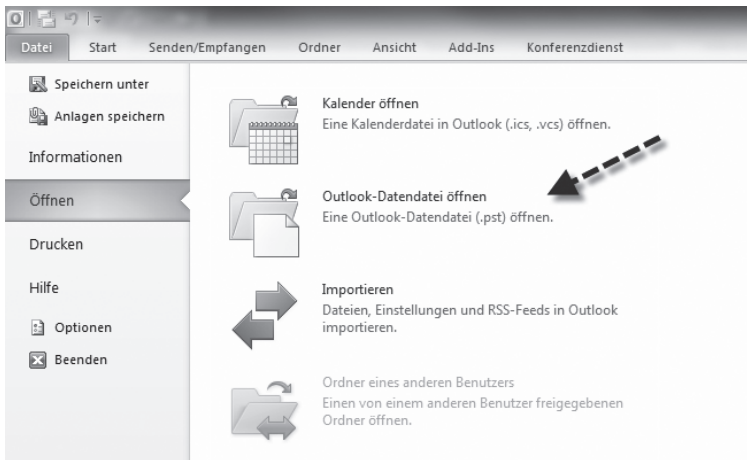 Datei Start Senden/Empfangen Ordner Ansicht Add-Ins Konferenzdienst
Speichern unter
Anlagen speichern
Informationen
Öffnen
Drucken
Hilfe
Optionen
Beenden
Kalender öffnen
Eine Kalenderdatei in Outlook (.ics, .vcs) öffnen.
Outlook-Datendatei öffnen
Eine Outlook-Datendatei (.pst) öffnen.
Importieren
Dateien, Einstellungen und RSS-Feeds in Outlook
importieren.
Ordner eines anderen Benutzers
Einen von einem anderen Benutzer freigegebenen
Ordner öffnen.